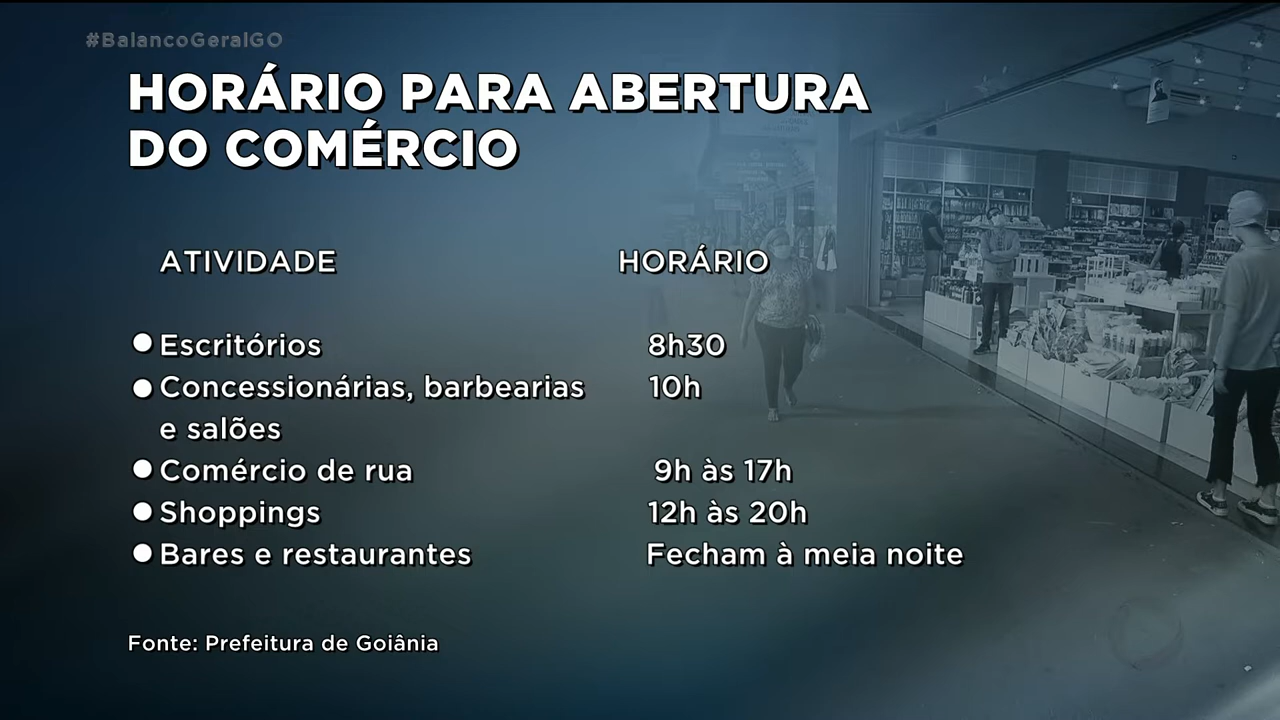 #BalancoGeralGO
HORÁRIO PARA ABERTURA
DO COMÉRCIO
ATIVIDADE HORÁRIO
Escritórios 8h30
Concessionárias, barbearias 10h
e salões
Comércio de rua 9h às 17h
Shoppings 12h às 20h
Bares e restaurantes Fecham à meia noite
Fonte: Prefeitura de Goiânia